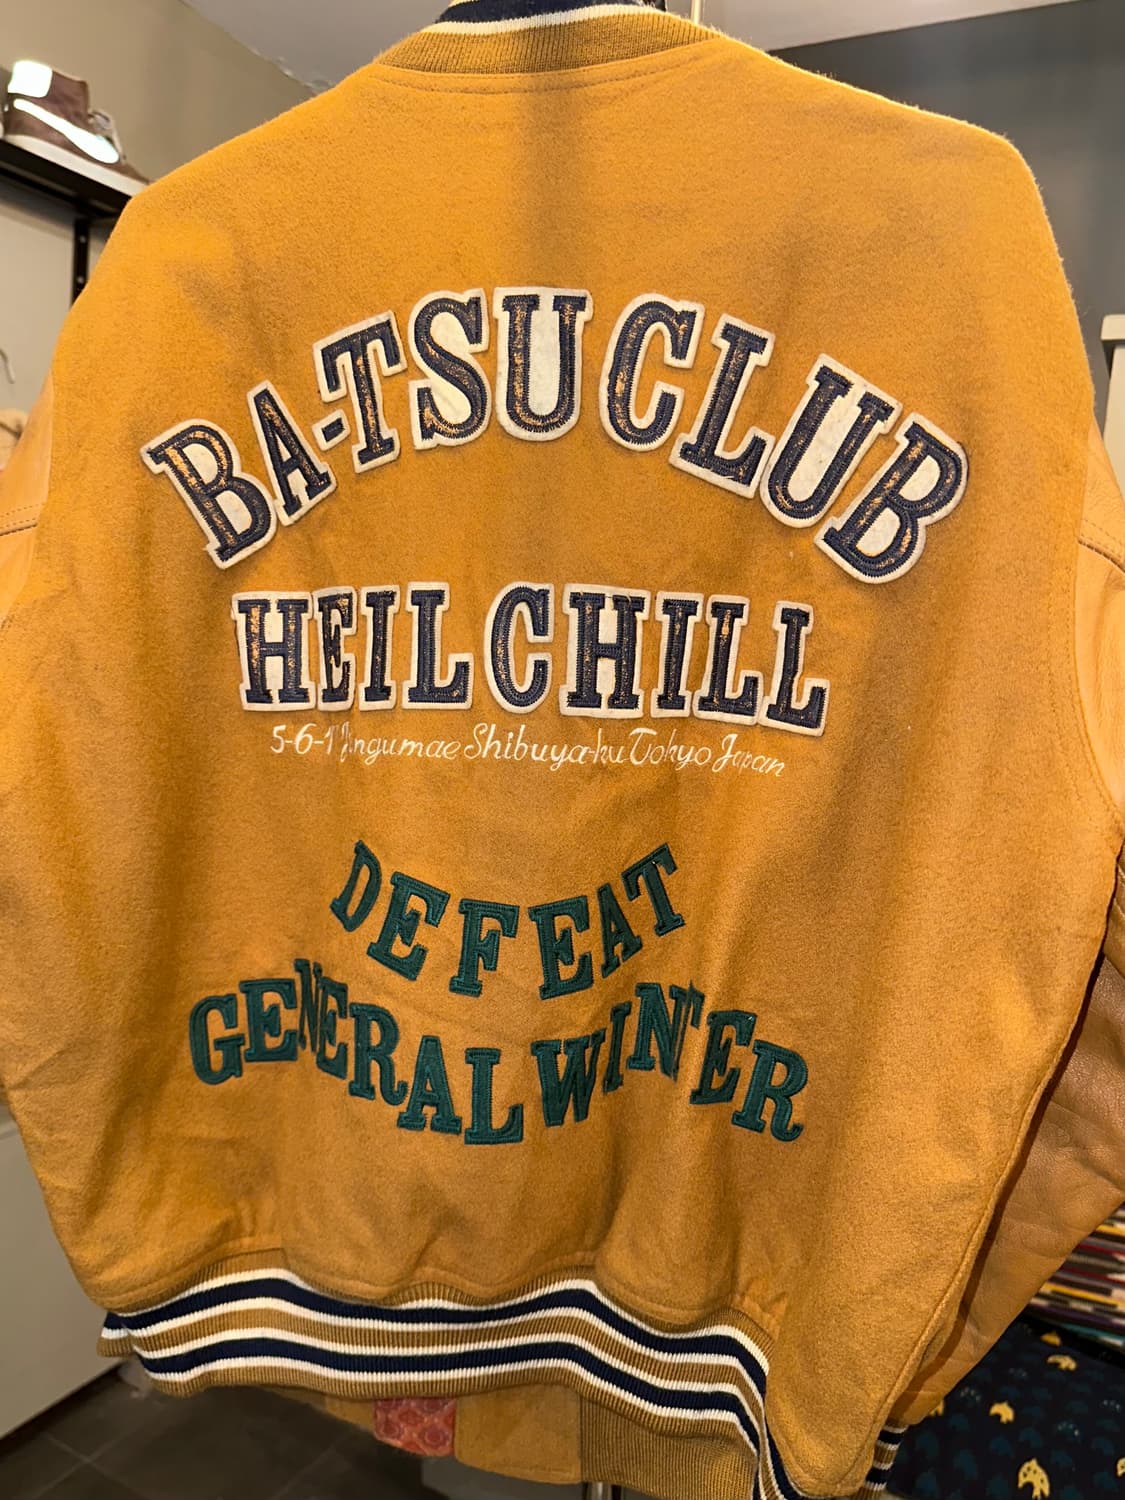 BA-TSU CLUB
HEIL CHILL
5-6-1 Jingumae Shibuya-ku Tokyo Japan
DEFEAT
GENERAL WINTER